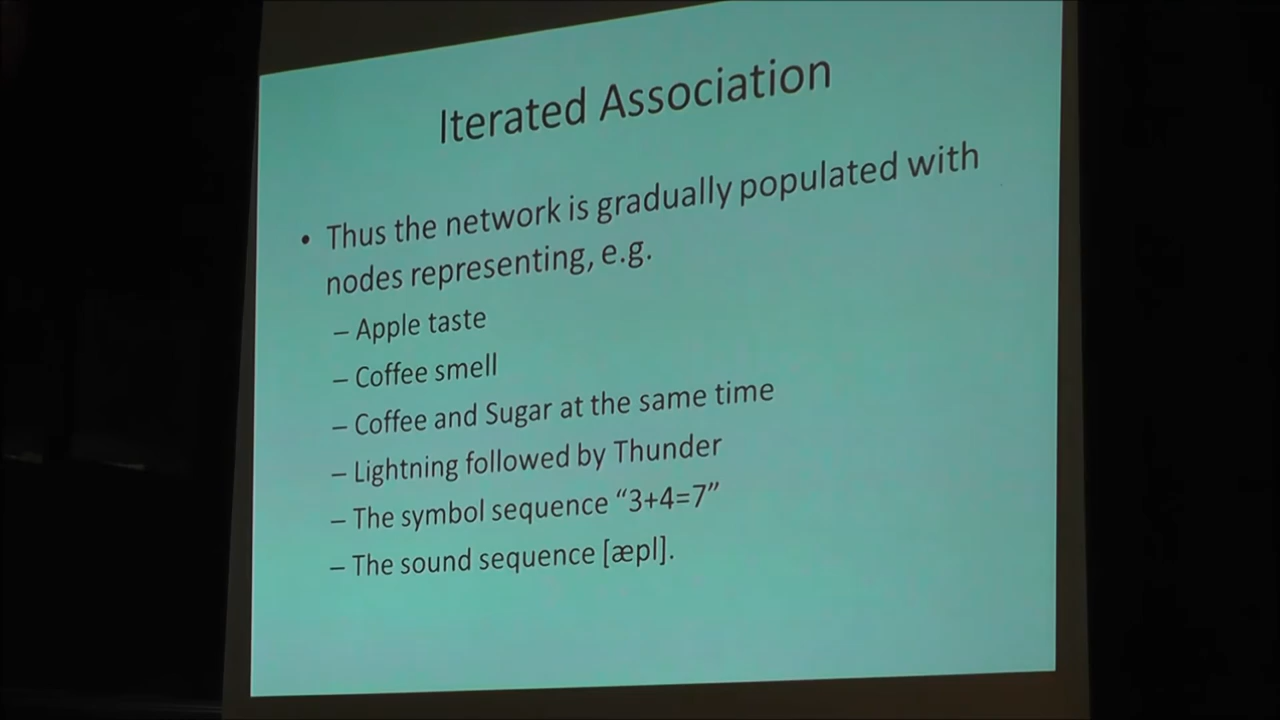 Iterated Association
• Thus the network is gradually populated with
nodes representing, e.g.
– Apple taste
– Coffee smell
– Coffee and Sugar at the same time
– Lightning followed by Thunder
– The symbol sequence “3+4=7”
– The sound sequence [æpl].